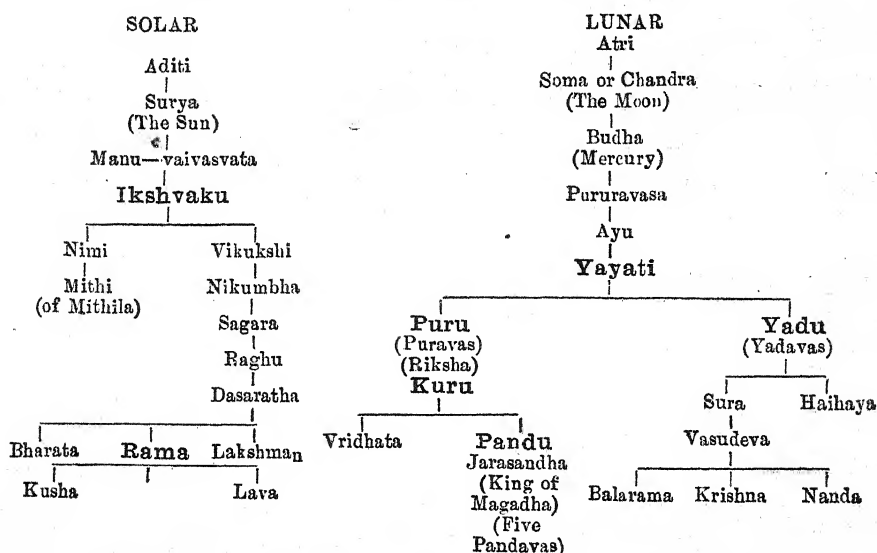 SOLAR
Aditi
Surya
(The Sun)
Manu—vaivasvata
Ikshvaku
Nimi Vikukshi
Mithi Nikumbha
(of Mithila)
Sagara
Raghu
Dasaratha
Bharata Rama Lakshman
Kusha Lava
LUNAR
Atri
Soma or Chandra
(The Moon)
Budha
(Mercury)
Pururavasa
Ayu
Yayati
Puru Yadu
(Puravas) (Yadavas)
(Riksha)
Kuru
Sura Haihaya
Vridhata Pandu Vasudeva
Jarasandha
(King of
Magadha)
(Five
Pandavas)
Balarama Krishna Nanda